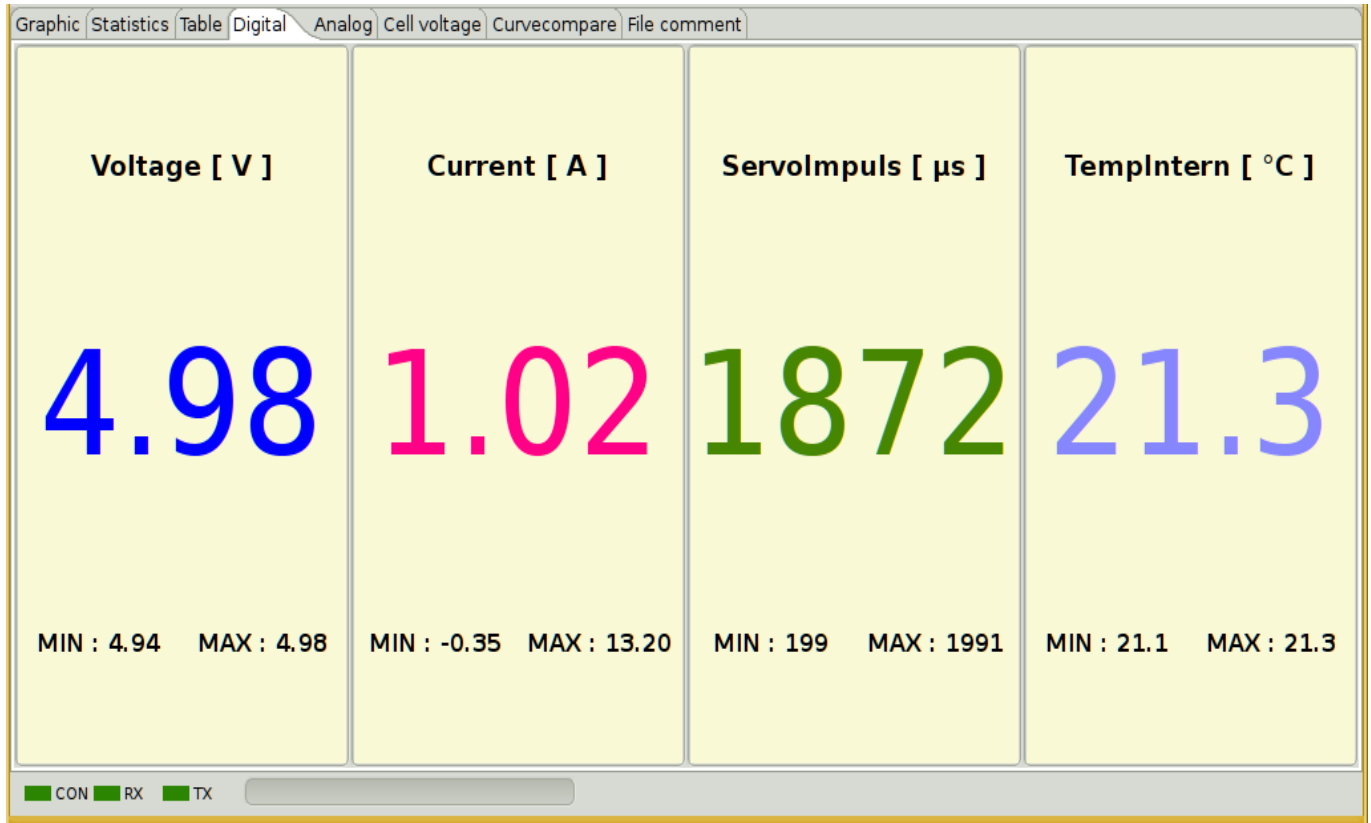 Graphic Statistics Table Digital Analog Cell voltage Curvecompare File comment
Voltage [ V ]
4.98
MIN : 4.94 MAX : 4.98
Current [ A ]
1.02
MIN : -0.35 MAX : 13.20
ServoImpuls [ µs ]
1872
MIN : 199 MAX : 1991
TempIntern [ °C ]
21.3
MIN : 21.1 MAX : 21.3
CON RX TX